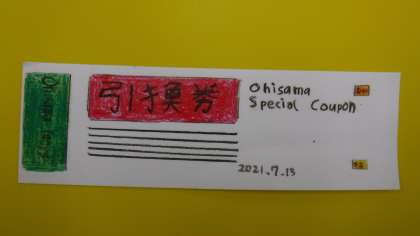 引換券
Ohisama
Special Coupon
2021.7.13